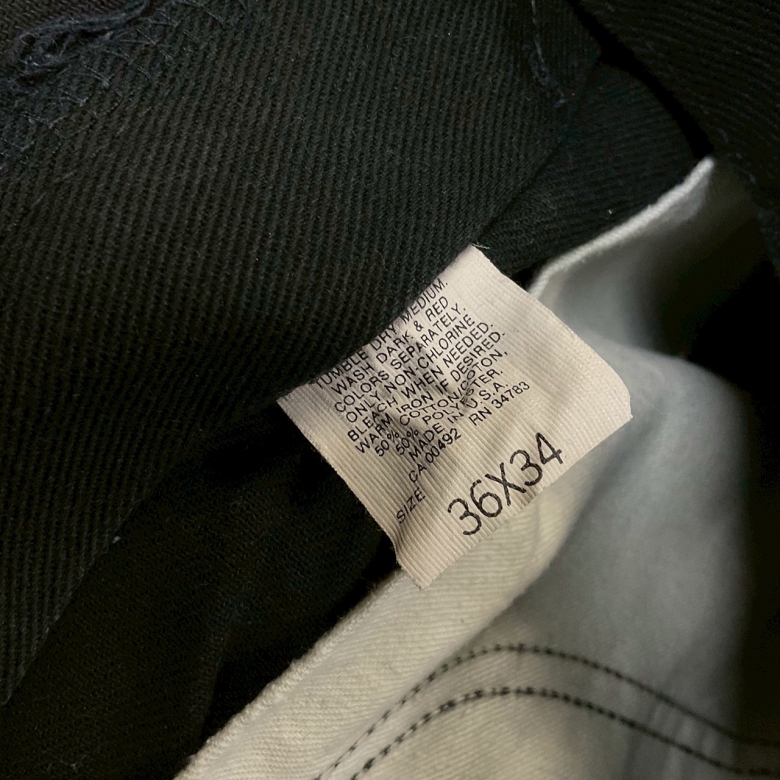 TUMBLE DRY MEDIUM.
WASH DARK & RED
COLORS SEPARATELY.
ONLY NON-CHLORINE
BLEACH WHEN NEEDED.
WARM IRON IF DESIRED.
50% COTTON/COTON,
50% POLYESTER,
MADE IN U.S.A.
CA 00492 RN 34783
SIZE 36X34